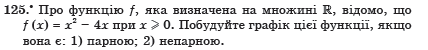 125.• Про функцію f, яка визначена на множині ℝ, відомо, що
f (x) = x² − 4x при x ⩾ 0. Побудуйте графік цієї функції, якщо
вона є: 1) парною; 2) непарною.